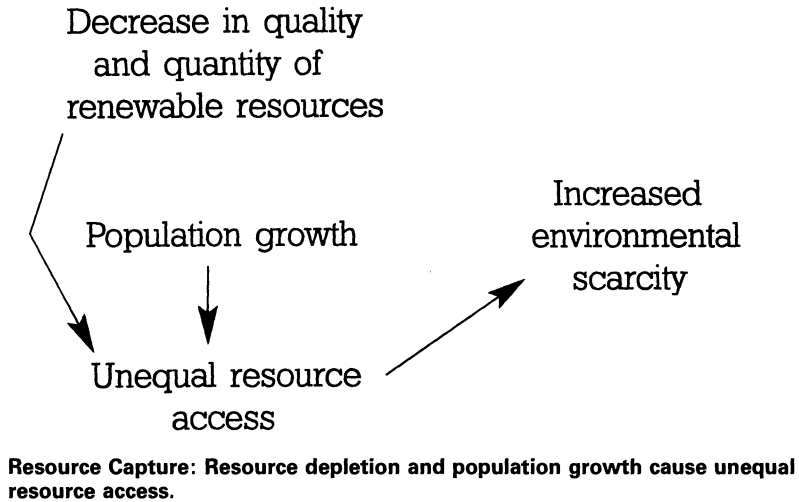 Decrease in quality
and quantity of
renewable resources
Population growth
Increased
environmental
scarcity
Unequal resource
access
Resource Capture: Resource depletion and population growth cause unequal
resource access.